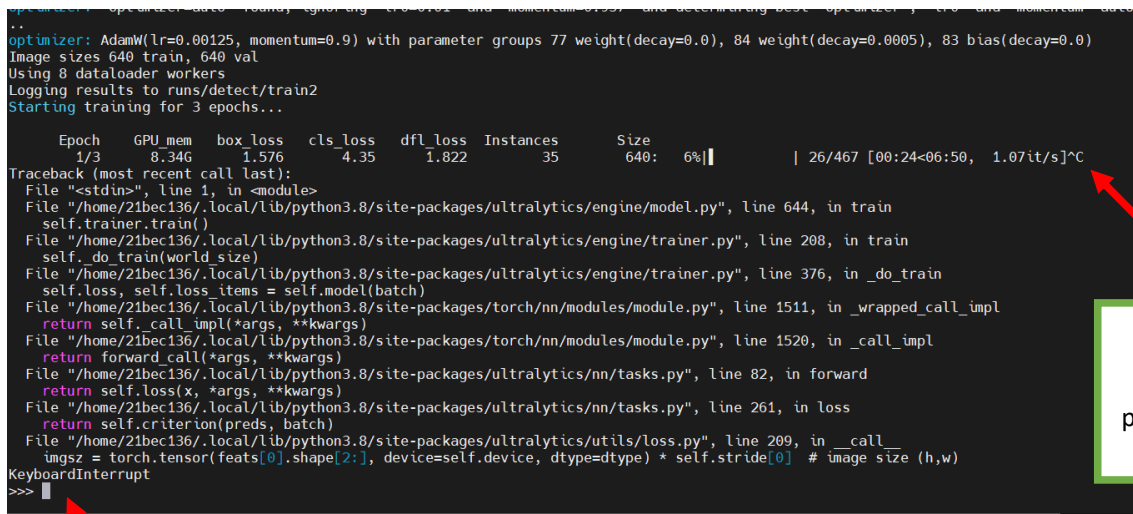 ..
optimizer: AdamW(lr=0.00125, momentum=0.9) with parameter groups 77 weight(decay=0.0), 84 weight(decay=0.0005), 83 bias(decay=0.0)
Image sizes 640 train, 640 val
Using 8 dataloader workers
Logging results to runs/detect/train2
Starting training for 3 epochs...
Epoch GPU_mem box_loss cls_loss dfl_loss Instances Size
1/3 8.34G 1.576 4.35 1.822 35 640: 6%|▌ | 26/467 [00:24<06:50, 1.07it/s]^C
Traceback (most recent call last):
File "<stdin>", line 1, in <module>
File "/home/21bec136/.local/lib/python3.8/site-packages/ultralytics/engine/model.py", line 644, in train
self.trainer.train()
File "/home/21bec136/.local/lib/python3.8/site-packages/ultralytics/engine/trainer.py", line 208, in train
self._do_train(world_size)
File "/home/21bec136/.local/lib/python3.8/site-packages/ultralytics/engine/trainer.py", line 376, in _do_train
self.loss, self.loss_items = self.model(batch)
File "/home/21bec136/.local/lib/python3.8/site-packages/torch/nn/modules/module.py", line 1511, in _wrapped_call_impl
return self._call_impl(*args, **kwargs)
File "/home/21bec136/.local/lib/python3.8/site-packages/torch/nn/modules/module.py", line 1520, in _call_impl
return forward_call(*args, **kwargs)
File "/home/21bec136/.local/lib/python3.8/site-packages/ultralytics/nn/tasks.py", line 82, in forward
return self.loss(x, *args, **kwargs)
File "/home/21bec136/.local/lib/python3.8/site-packages/ultralytics/nn/tasks.py", line 261, in loss
return self.criterion(preds, batch)
File "/home/21bec136/.local/lib/python3.8/site-packages/ultralytics/utils/loss.py", line 209, in __call__
imgsz = torch.tensor(feats[0].shape[2:], device=self.device, dtype=dtype) * self.stride[0] # image size (h,w)
KeyboardInterrupt
>>>
p